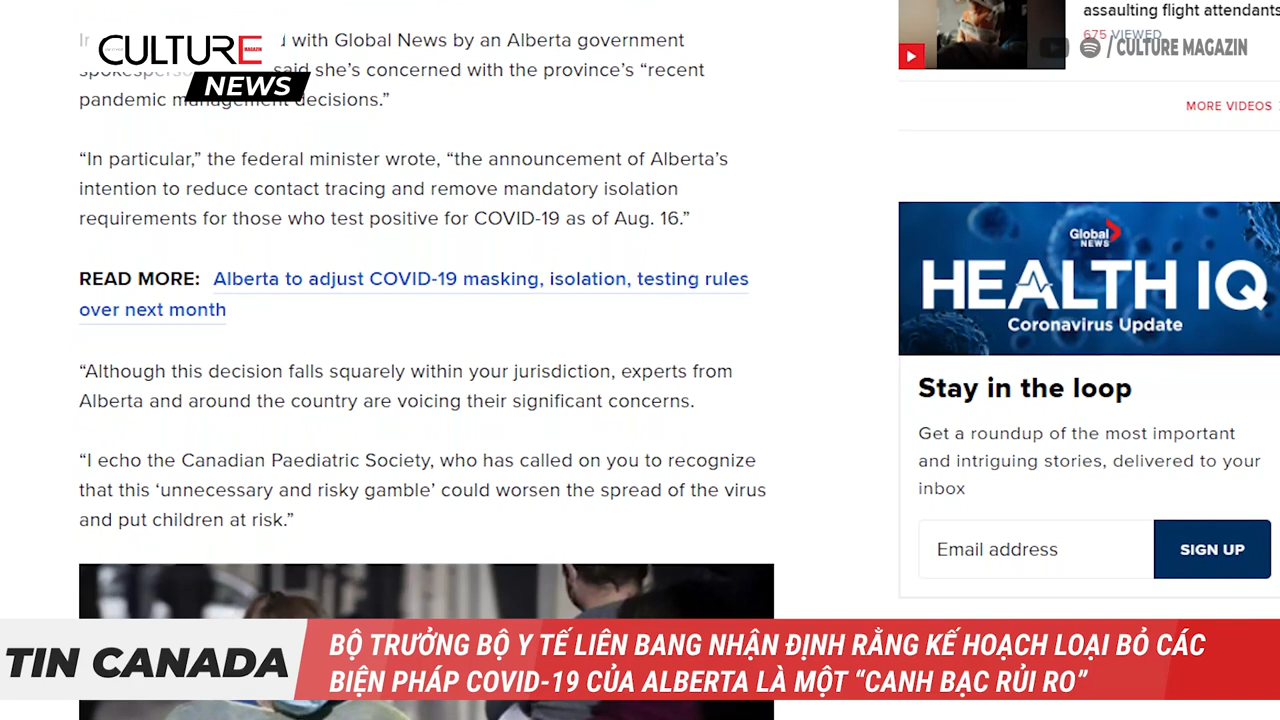 CULTURE
MAGAZIN
NEWS
with Global News by an Alberta government
said she's concerned with the province's “recent
pandemic management decisions.”
“In particular,” the federal minister wrote, “the announcement of Alberta's
intention to reduce contact tracing and remove mandatory isolation
requirements for those who test positive for COVID-19 as of Aug. 16.”
READ MORE: Alberta to adjust COVID-19 masking, isolation, testing rules
over next month
“Although this decision falls squarely within your jurisdiction, experts from
Alberta and around the country are voicing their significant concerns.
“I echo the Canadian Paediatric Society, who has called on you to recognize
that this ‘unnecessary and risky gamble’ could worsen the spread of the virus
and put children at risk.”
assaulting flight attendants
675 VIEWED
/ CULTURE MAGAZIN
MORE VIDEOS
Global
NEWS
HEALTH IQ
Coronavirus Update
Stay in the loop
Get a roundup of the most important
and intriguing stories, delivered to your
inbox
Email address
SIGN UP
TIN CANADA
BỘ TRƯỞNG BỘ Y TẾ LIÊN BANG NHẬN ĐỊNH RẰNG KẾ HOẠCH LOẠI BỎ CÁC
BIỆN PHÁP COVID-19 CỦA ALBERTA LÀ MỘT “CANH BẠC RỦI RO”